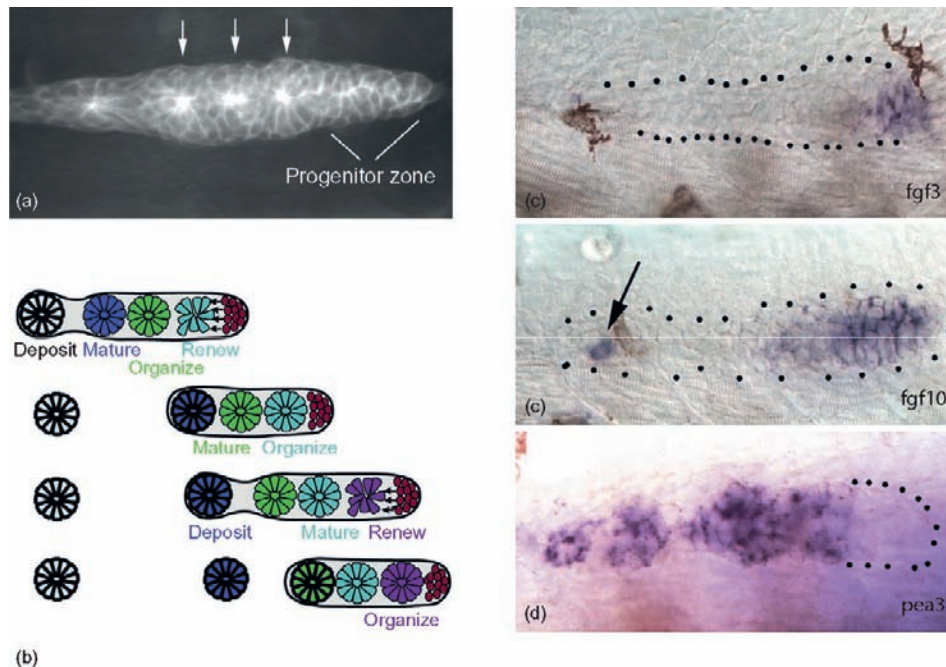 Progenitor zone
(a)
Deposit Mature Renew
Organize
Mature Organize
Deposit Mature Renew
Organize
(b)
(c) fgf3
(c) fgf10
(d) pea3